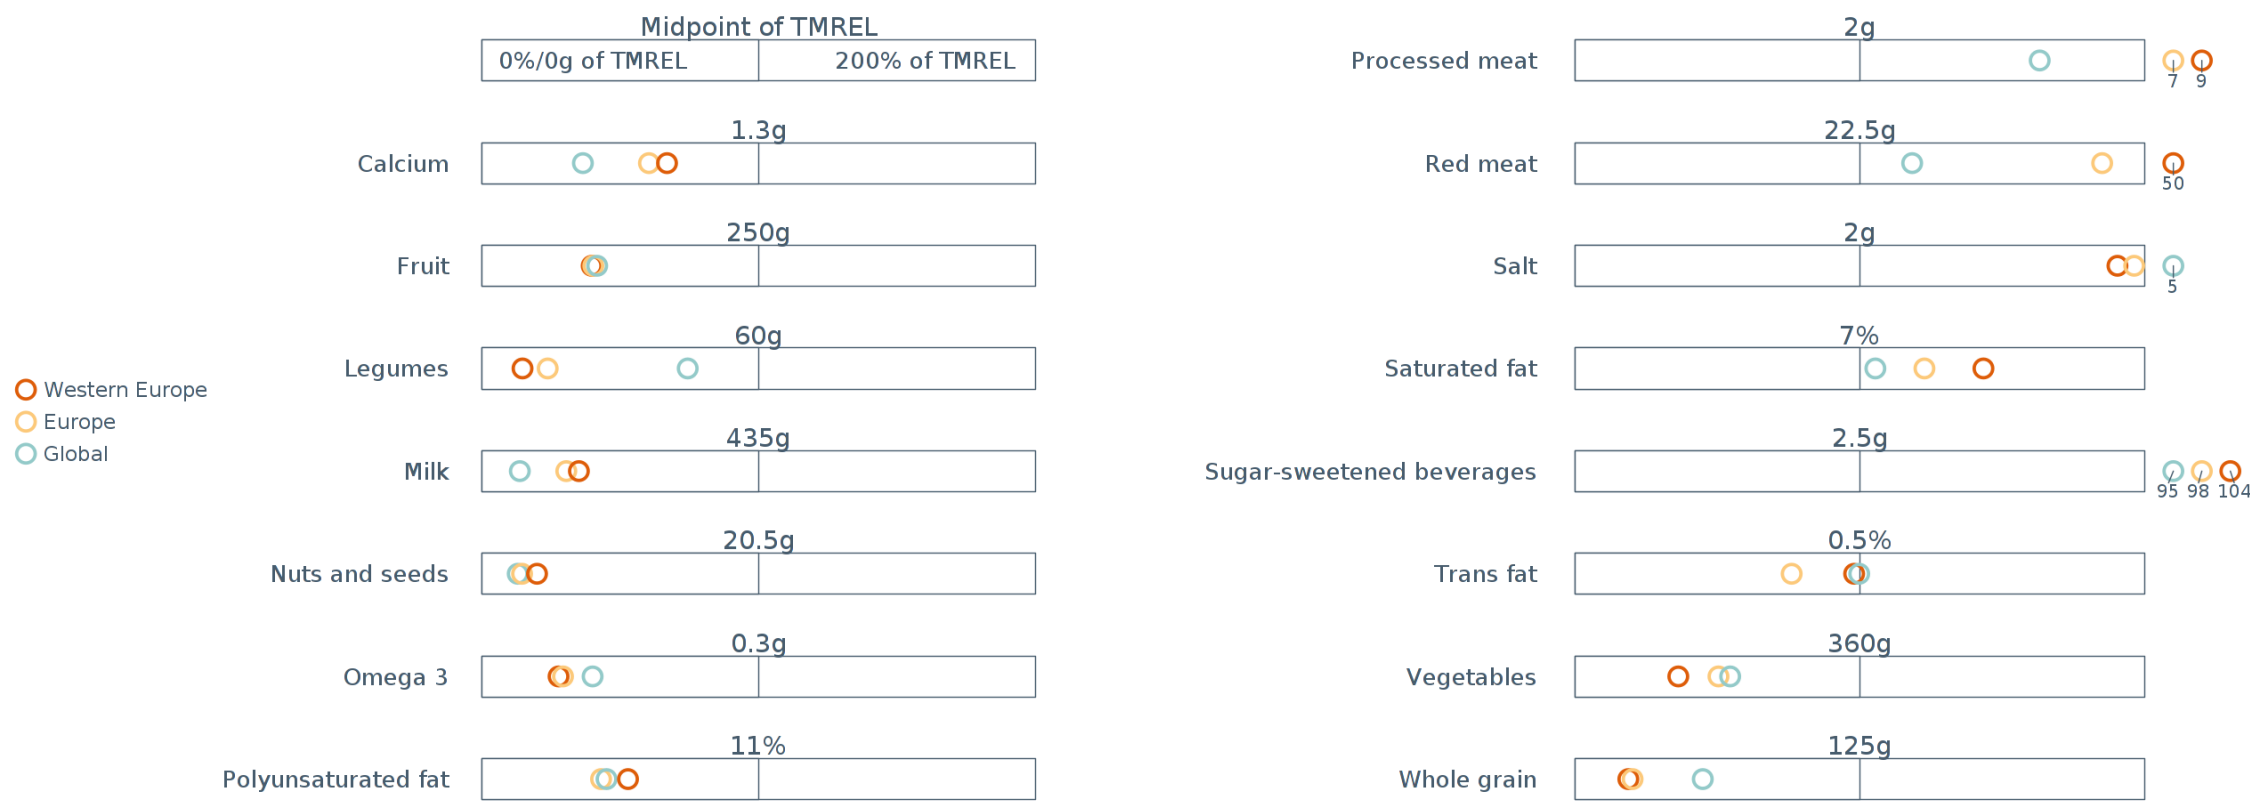 Midpoint of TMREL
0%/0g of TMREL 200% of TMREL
1.3g
Calcium
250g
Fruit
60g
Legumes
435g
Milk
20.5g
Nuts and seeds
0.3g
Omega 3
11%
Polyunsaturated fat
Western Europe
Europe
Global
2g
Processed meat
7 9
22.5g
Red meat
50
2g
Salt
5
7%
Saturated fat
2.5g
Sugar-sweetened beverages
95 98 104
0.5%
Trans fat
360g
Vegetables
125g
Whole grain